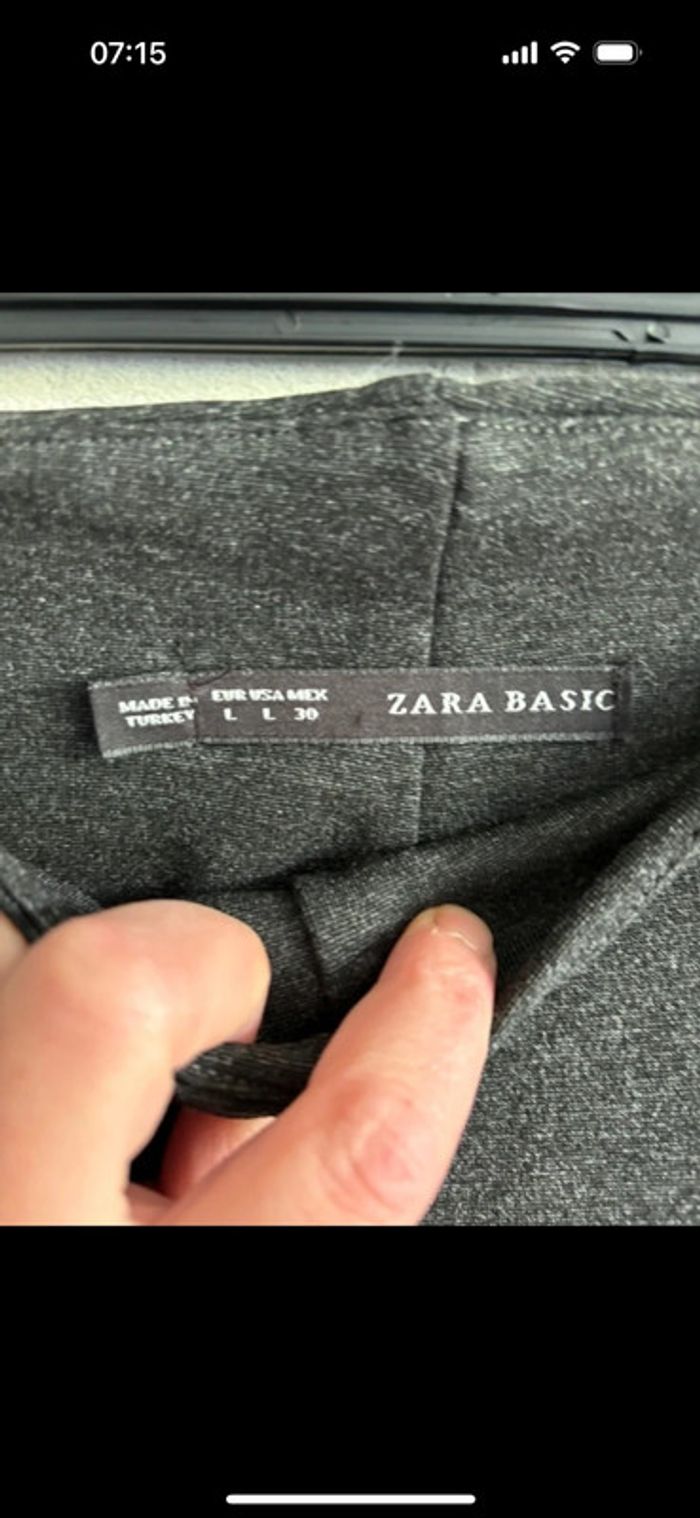 07:15
MADE IN
TURKEY
EUR USA MEX
L L 30
ZARA BASIC